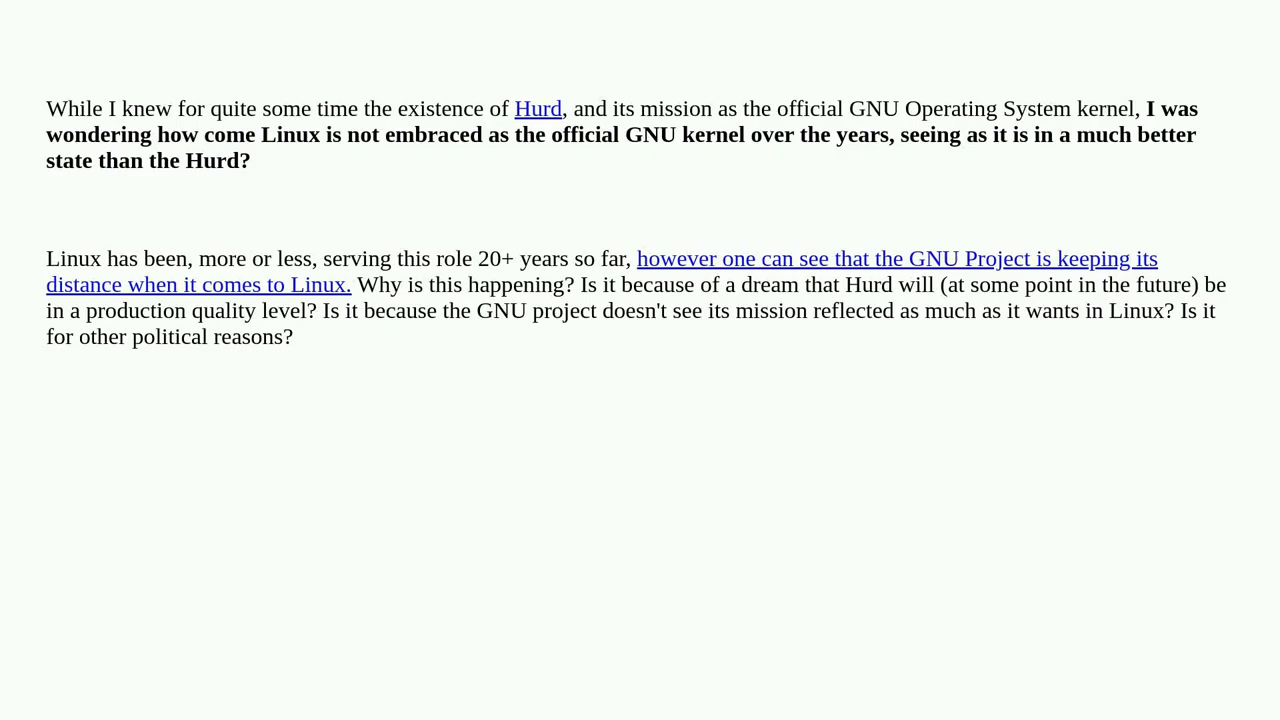 While I knew for quite some time the existence of Hurd, and its mission as the official GNU Operating System kernel, I was
wondering how come Linux is not embraced as the official GNU kernel over the years, seeing as it is in a much better
state than the Hurd?
Linux has been, more or less, serving this role 20+ years so far, however one can see that the GNU Project is keeping its
distance when it comes to Linux. Why is this happening? Is it because of a dream that Hurd will (at some point in the future) be
in a production quality level? Is it because the GNU project doesn't see its mission reflected as much as it wants in Linux? Is it
for other political reasons?